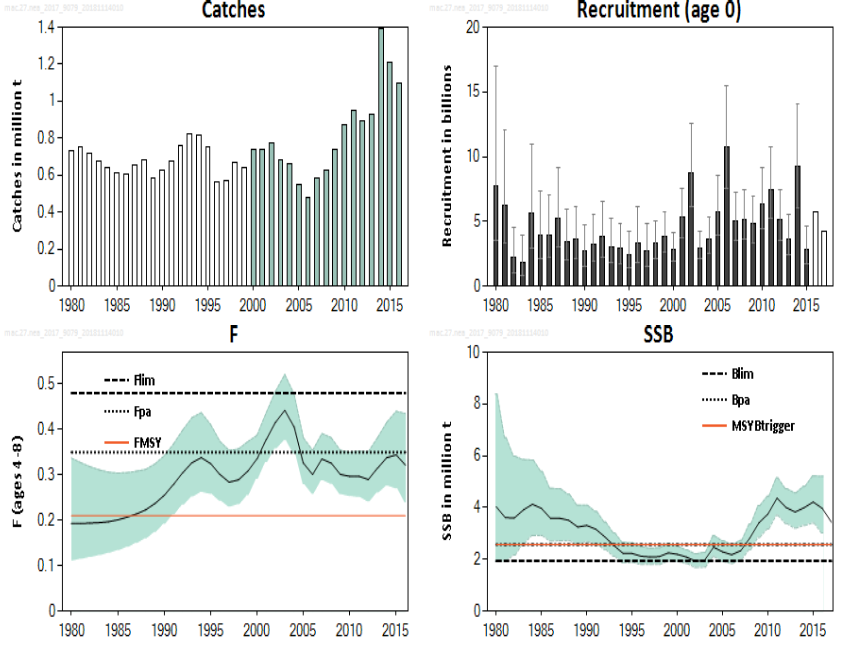 mac.27.nea_2017_9079_20181114010
mac.27.nea_2017_9079_20181114010
Catches
Recruitment (age 0)
Catches in million t
1.4
1.2
1
0.8
0.6
0.4
0.2
0
1980 1985 1990 1995 2000 2005 2010 2015
Recruitment in billions
20
15
10
5
0
1980 1985 1990 1995 2000 2005 2010 2015
mac.27.nea_2017_9079_20181114010
mac.27.nea_2017_9079_20181114010
F
SSB
F (ages 4-8)
0.5
0.4
0.3
0.2
0.1
0
Flim
Fpa
FMSY
1980 1985 1990 1995 2000 2005 2010 2015
SSB in million t
10
8
6
4
2
0
Blim
Bpa
MSYBtrigger
1980 1985 1990 1995 2000 2005 2010 2015